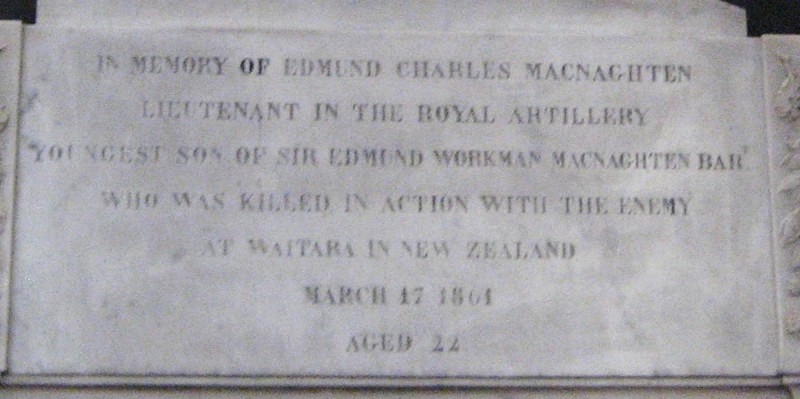 IN MEMORY OF EDMUND CHARLES MACNAGHTEN
LIEUTENANT IN THE ROYAL ARTILLERY
YOUNGEST SON OF SIR EDMUND WORKMAN MACNAGHTEN BART
WHO WAS KILLED IN ACTION WITH THE ENEMY
AT WAITARA IN NEW ZEALAND
MARCH 17 1861
AGED 22